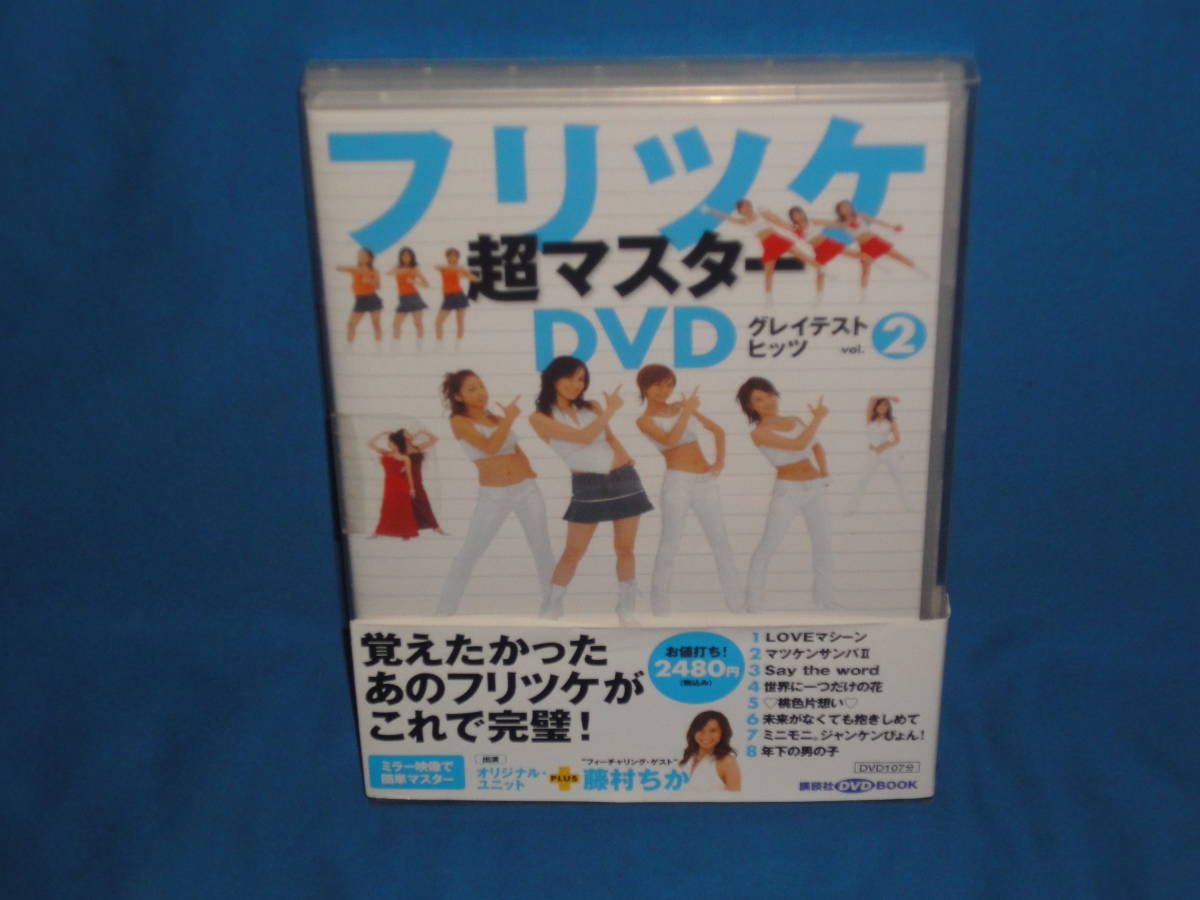 フリツケ
超マスター
DVD
グレイテスト
ヒッツ vol. 2
覚えたかった
あのフリツケが
これで完璧!
お値打ち!
2480円
(税込み)
1 LOVEマシーン
2 マツケンサンバⅡ
3 Say the word
4 世界に一つだけの花
5 ♡桃色片想い♡
6 未来がなくても抱きしめて
7 ミニモニ。ジャンケンぴょん!
8 年下の男の子
ミラー映像で
簡単マスター
出演
オリジナル・
ユニット
PLUS
"フィーチャリング・ゲスト"
藤村ちか
DVD107分
講談社 DVD BOOK